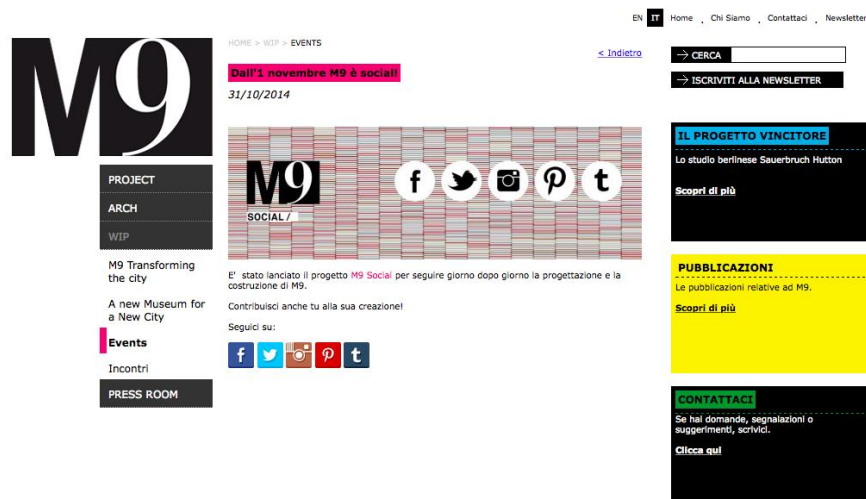 EN IT Home , Chi Siamo , Contattaci , Newsletter
M9
HOME > WIP > EVENTS
< Indietro
Dall'1 novembre M9 è social!
31/10/2014
M9
SOCIAL /
E' stato lanciato il progetto M9 Social per seguire giorno dopo giorno la progettazione e la
costruzione di M9.
Contribuisci anche tu alla sua creazione!
Seguici su:
PROJECT
ARCH
WIP
M9 Transforming
the city
A new Museum for
a New City
Events
Incontri
PRESS ROOM
→ CERCA
→ ISCRIVITI ALLA NEWSLETTER
IL PROGETTO VINCITORE
Lo studio berlinese Sauerbruch Hutton
Scopri di più
PUBBLICAZIONI
Le pubblicazioni relative ad M9.
Scopri di più
CONTATTACI
Se hai domande, segnalazioni o
suggerimenti, scrivici.
Clicca qui